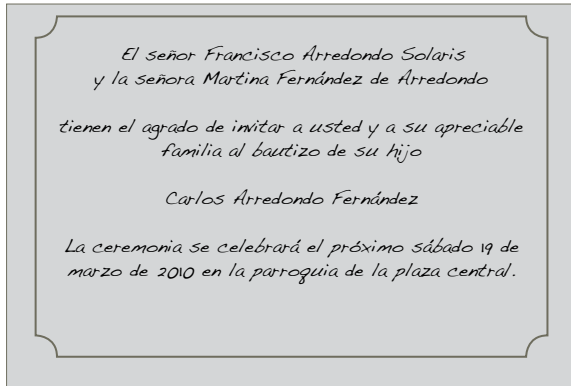 El señor Francisco Arredondo Solaris
y la señora Martina Fernández de Arredondo
tienen el agrado de invitar a usted y a su apreciable
familia al bautizo de su hijo
Carlos Arredondo Fernández
La ceremonia se celebrará el próximo sábado 19 de
marzo de 2010 en la parroquia de la plaza central.